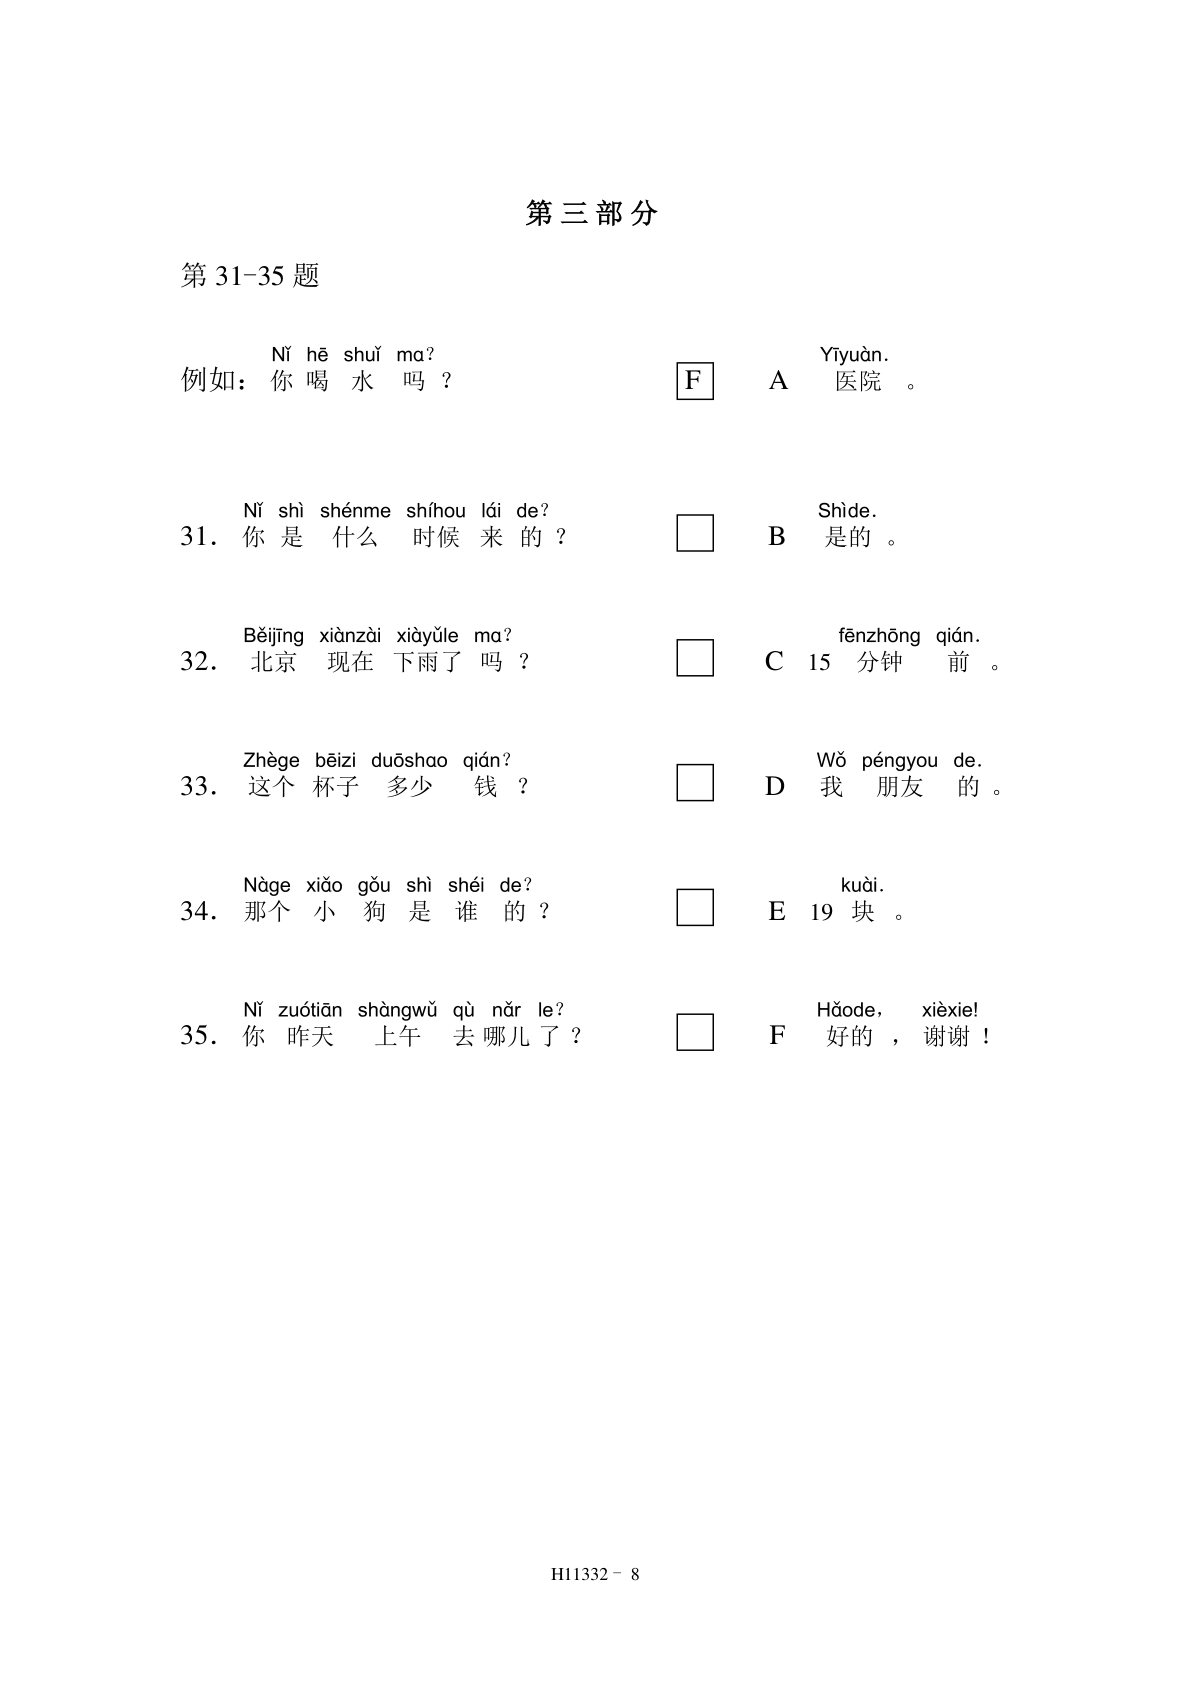 第三部分
第 31-35 题
Nǐ hē shuǐ ma? Yīyuàn.
例如： 你 喝 水 吗 ？ F A 医院 。
Nǐ shì shénme shíhou lái de? Shìde.
31． 你 是 什么 时候 来 的 ？ B 是的 。
Běijīng xiànzài xiàyǔle ma? fēnzhōng qián.
32． 北京 现在 下雨了 吗 ？ C 15 分钟 前 。
Zhège bēizi duōshao qián? Wǒ péngyou de.
33． 这个 杯子 多少 钱 ？ D 我 朋友 的 。
Nàge xiǎo gǒu shì shéi de? kuài.
34． 那个 小 狗 是 谁 的 ？ E 19 块 。
Nǐ zuótiān shàngwǔ qù nǎr le? Hǎode, xièxie!
35． 你 昨天 上午 去 哪儿 了 ？ F 好的 ， 谢谢 ！
H11332 - 8